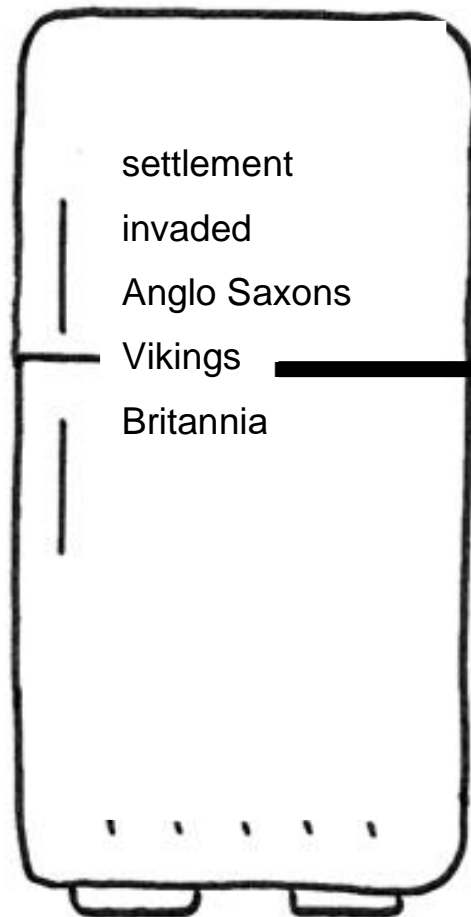 settlement
invaded
Anglo Saxons
Vikings
Britannia